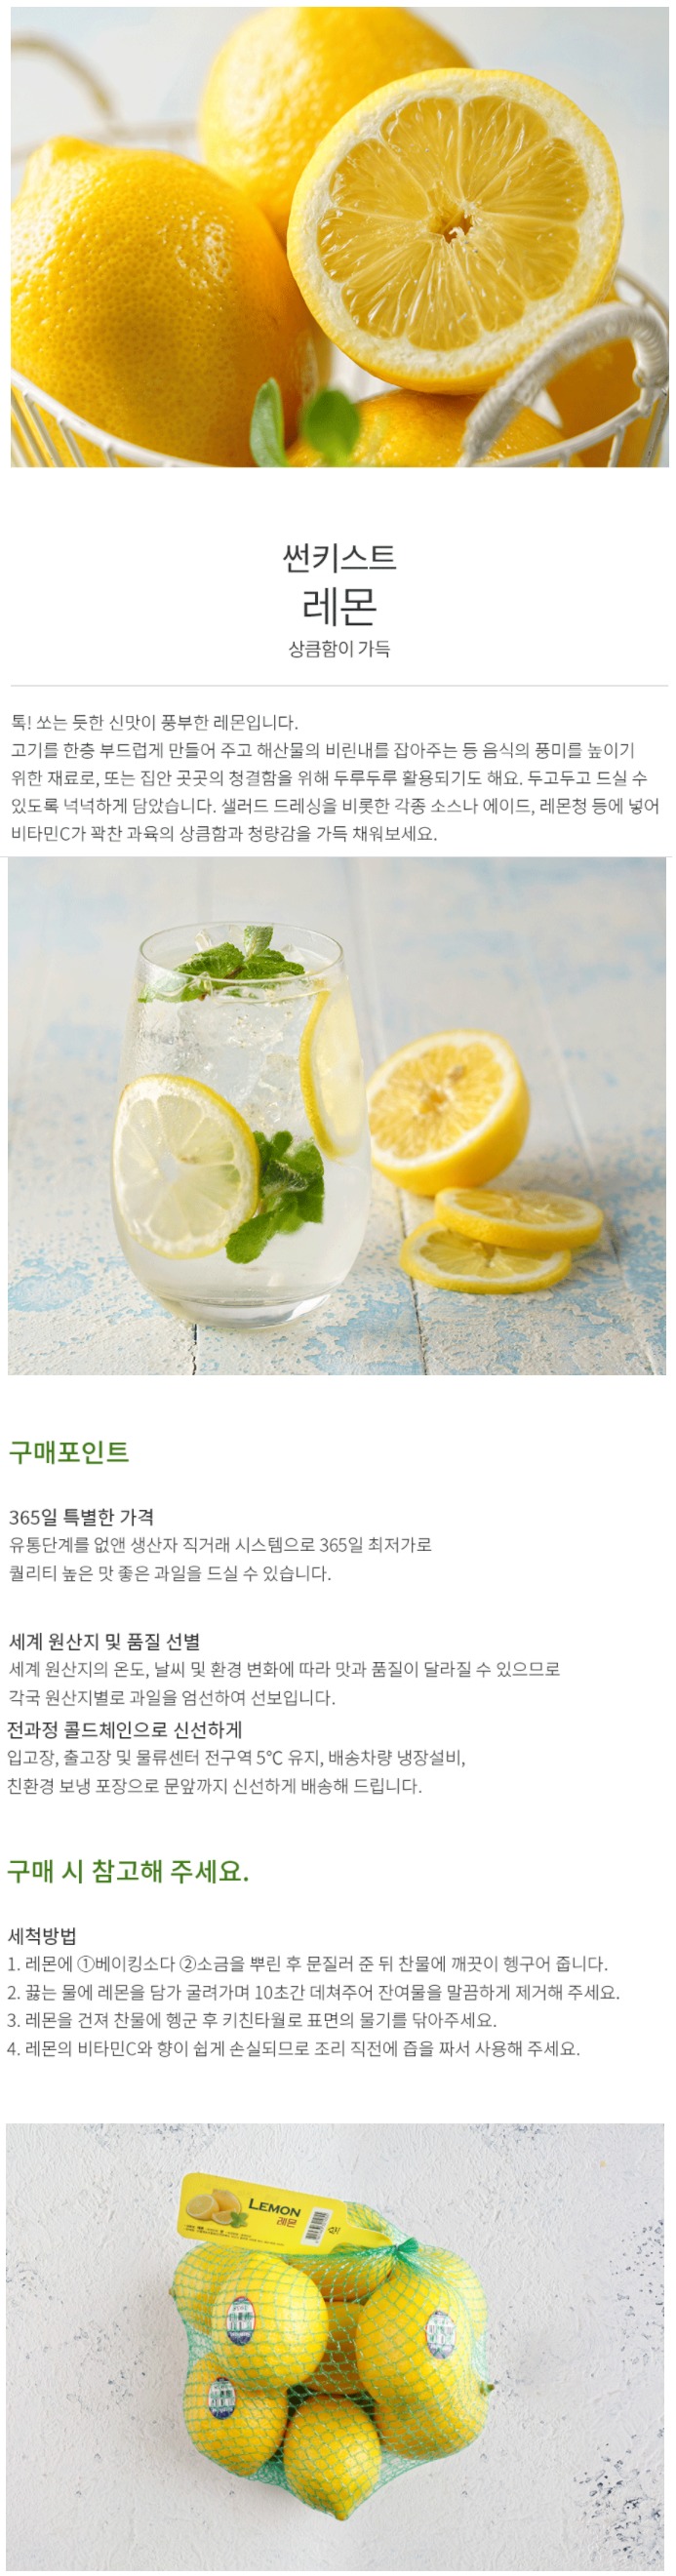 썬키스트
레몬
상큼함이 가득
톡! 쏘는 듯한 신맛이 풍부한 레몬입니다.
고기를 한층 부드럽게 만들어 주고 해산물의 비린내를 잡아주는 등 음식의 풍미를 높이기
위한 재료로, 또는 집안 곳곳의 청결함을 위해 두루두루 활용되기도 해요. 두고두고 드실 수
있도록 넉넉하게 담았습니다. 샐러드 드레싱을 비롯한 각종 소스나 에이드, 레몬청 등에 넣어
비타민C가 꽉찬 과육의 상큼함과 청량감을 가득 채워보세요.
구매포인트
365일 특별한 가격
유통단계를 없앤 생산자 직거래 시스템으로 365일 최저가로
퀄리티 높은 맛 좋은 과일을 드실 수 있습니다.
세계 원산지 및 품질 선별
세계 원산지의 온도, 날씨 및 환경 변화에 따라 맛과 품질이 달라질 수 있으므로
각국 원산지별로 과일을 엄선하여 선보입니다.
전과정 콜드체인으로 신선하게
입고장, 출고장 및 물류센터 전구역 5℃ 유지, 배송차량 냉장설비,
친환경 보냉 포장으로 문앞까지 신선하게 배송해 드립니다.
구매 시 참고해 주세요.
세척방법
1. 레몬에 ①베이킹소다 ②소금을 뿌린 후 문질러 준 뒤 찬물에 깨끗이 헹구어 줍니다.
2. 끓는 물에 레몬을 담가 굴려가며 10초간 데쳐주어 잔여물을 말끔하게 제거해 주세요.
3. 레몬을 건져 찬물에 헹군 후 키친타월로 표면의 물기를 닦아주세요.
4. 레몬의 비타민C와 향이 쉽게 손실되므로 조리 직전에 즙을 짜서 사용해 주세요.
LEMON
레몬